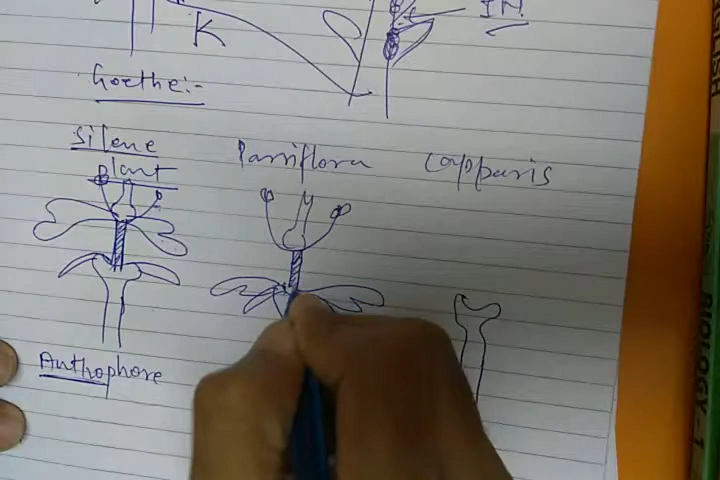 K
IN
Goethe:-
Silene Passiflora Capparis
plant
Anthophore
BIOLOGY-1